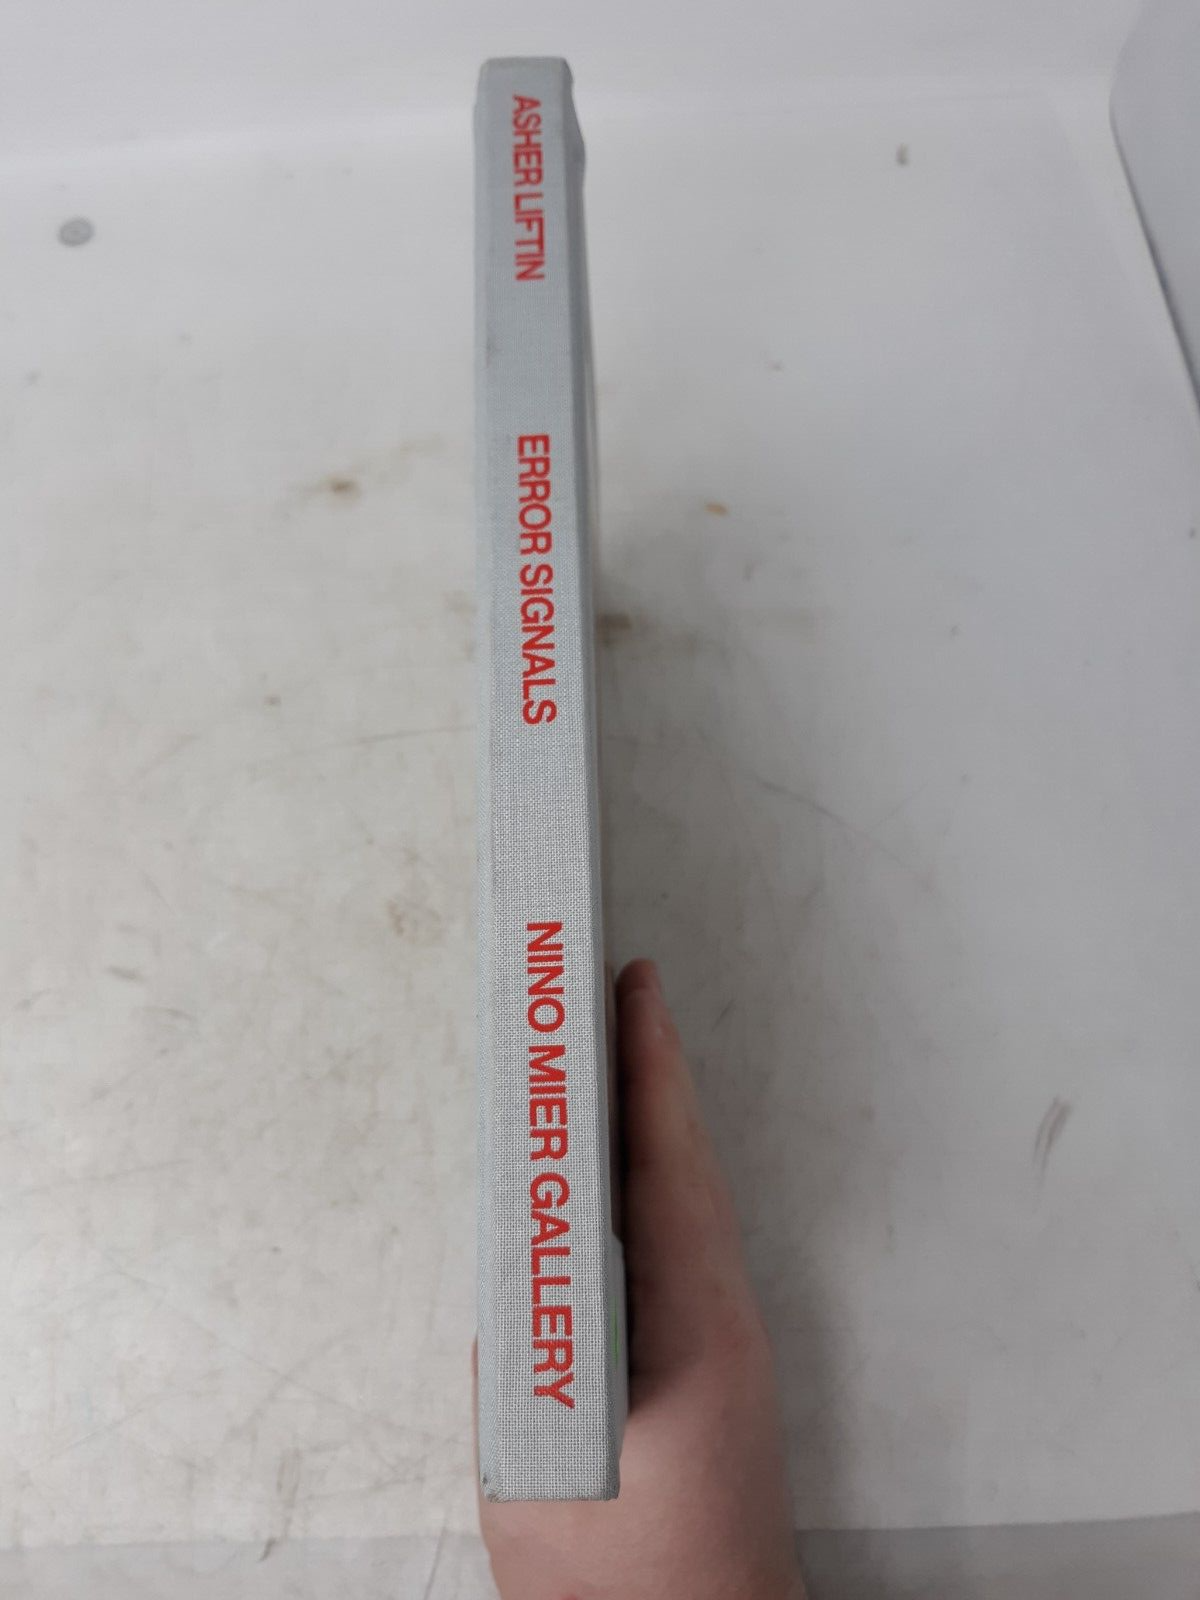 ASHER LIFTIN
ERROR SIGNALS
NINO MIER GALLERY